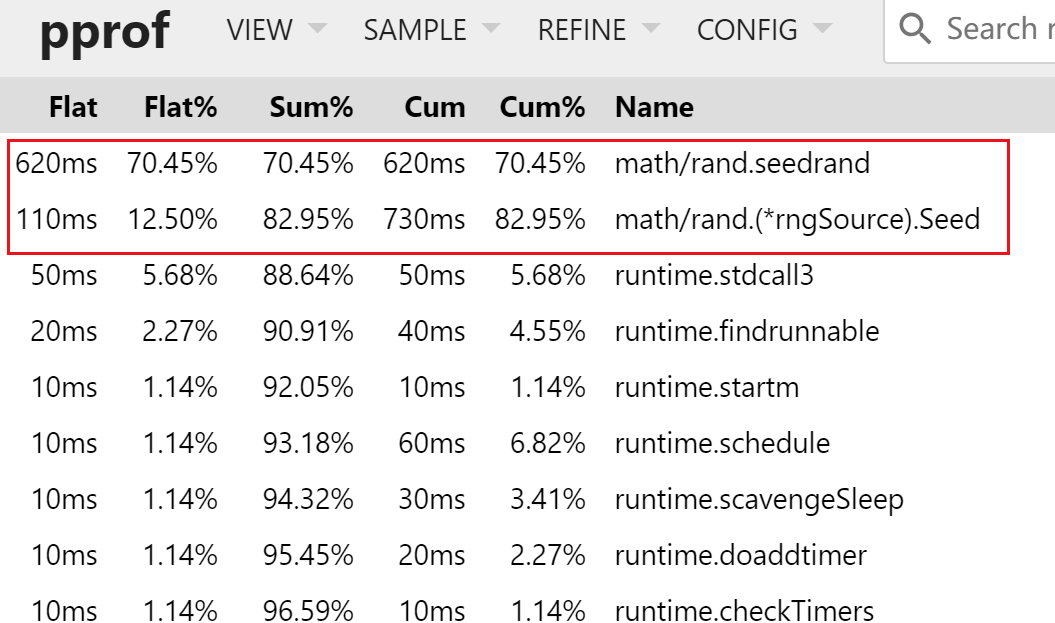 pprof VIEW SAMPLE REFINE CONFIG Search
Flat Flat% Sum% Cum Cum% Name
620ms 70.45% 70.45% 620ms 70.45% math/rand.seedrand
110ms 12.50% 82.95% 730ms 82.95% math/rand.(*rngSource).Seed
50ms 5.68% 88.64% 50ms 5.68% runtime.stdcall3
20ms 2.27% 90.91% 40ms 4.55% runtime.findrunnable
10ms 1.14% 92.05% 10ms 1.14% runtime.startm
10ms 1.14% 93.18% 60ms 6.82% runtime.schedule
10ms 1.14% 94.32% 30ms 3.41% runtime.scavengeSleep
10ms 1.14% 95.45% 20ms 2.27% runtime.doaddtimer
10ms 1.14% 96.59% 10ms 1.14% runtime.checkTimers